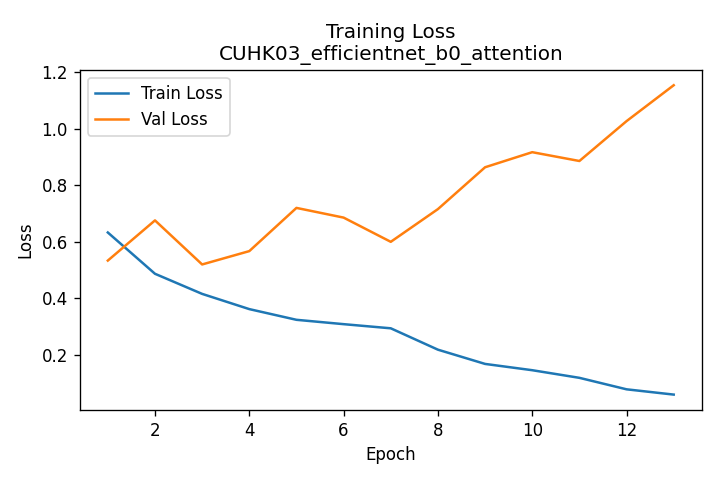 Training Loss
CUHK03_efficientnet_b0_attention
Train Loss
Val Loss
Loss
1.2
1.0
0.8
0.6
0.4
0.2
2
4
6
8
10
12
Epoch